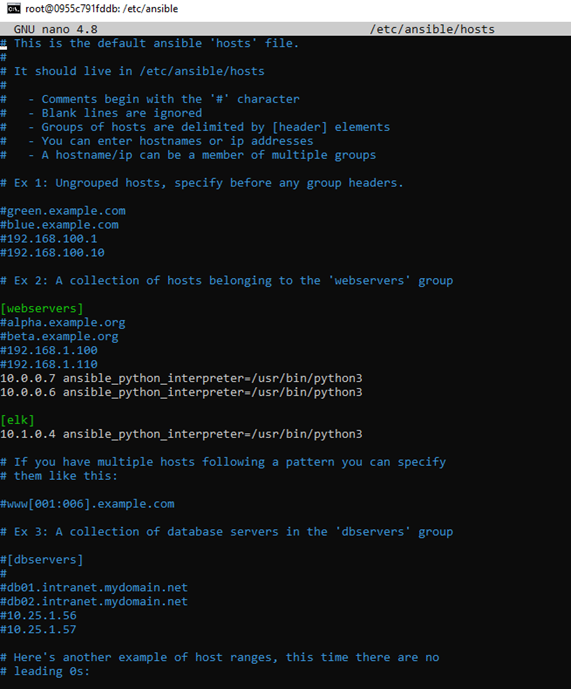 root@0955c791fddb: /etc/ansible
GNU nano 4.8 /etc/ansible/hosts
# This is the default ansible 'hosts' file.
#
# It should live in /etc/ansible/hosts
#
#   - Comments begin with the '#' character
#   - Blank lines are ignored
#   - Groups of hosts are delimited by [header] elements
#   - You can enter hostnames or ip addresses
#   - A hostname/ip can be a member of multiple groups
# Ex 1: Ungrouped hosts, specify before any group headers.
#green.example.com
#blue.example.com
#192.168.100.1
#192.168.100.10
# Ex 2: A collection of hosts belonging to the 'webservers' group
[webservers]
#alpha.example.org
#beta.example.org
#192.168.1.100
#192.168.1.110
10.0.0.7 ansible_python_interpreter=/usr/bin/python3
10.0.0.6 ansible_python_interpreter=/usr/bin/python3
[elk]
10.1.0.4 ansible_python_interpreter=/usr/bin/python3
# If you have multiple hosts following a pattern you can specify
# them like this:
#www[001:006].example.com
# Ex 3: A collection of database servers in the 'dbservers' group
#[dbservers]
#
#db01.intranet.mydomain.net
#db02.intranet.mydomain.net
#10.25.1.56
#10.25.1.57
# Here's another example of host ranges, this time there are no
# leading 0s: